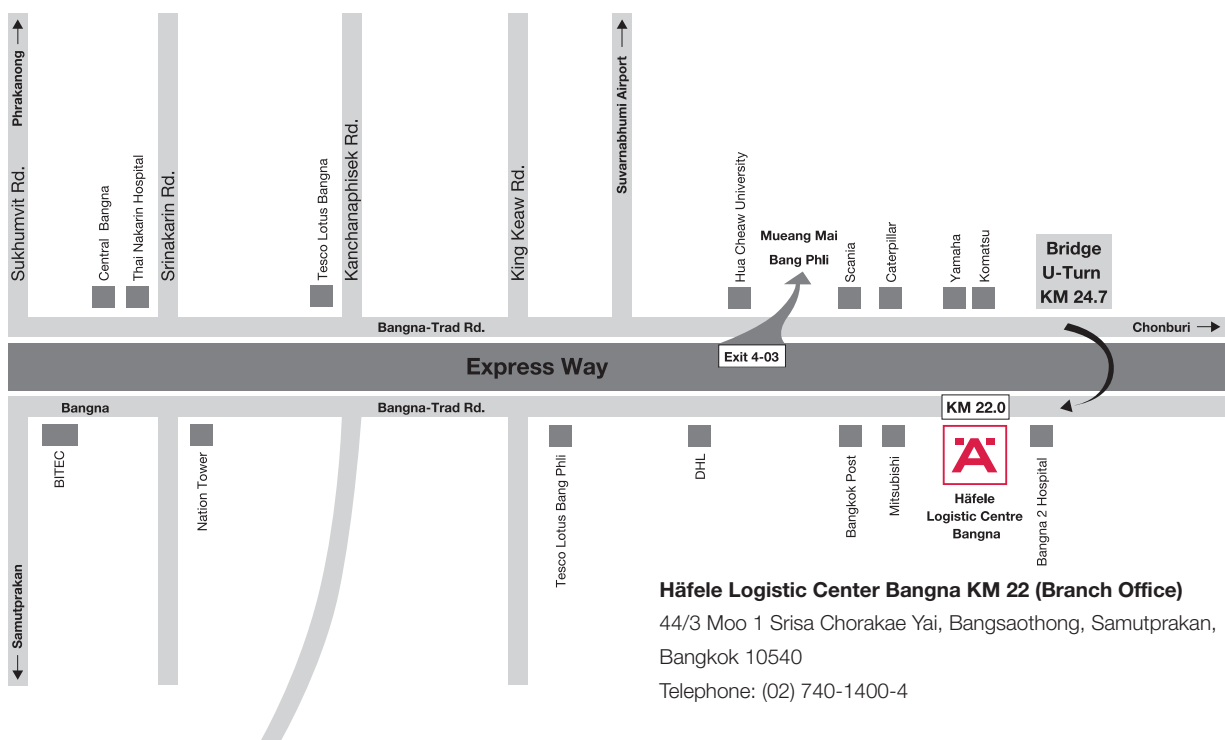 Phrakanong
Sukhumvit Rd.
Central Bangna
Thai Nakarin Hospital
Srinakarin Rd.
Tesco Lotus Bangna
Kanchanaphisek Rd.
King Keaw Rd.
Suvarnabhumi Airport
Hua Cheaw University
Mueang Mai
Bang Phli
Scania
Caterpillar
Yamaha
Komatsu
Bridge
U-Turn
KM 24.7
Bangna-Trad Rd.
Chonburi
Exit 4-03
Express Way
Bangna
Bangna-Trad Rd.
KM 22.0
BITEC
Nation Tower
Tesco Lotus Bang Phli
DHL
Bangkok Post
Mitsubishi
Ä
Häfele
Logistic Centre
Bangna
Bangna 2 Hospital
Samutprakan
Häfele Logistic Center Bangna KM 22 (Branch Office)
44/3 Moo 1 Srisa Chorakae Yai, Bangsaothong, Samutprakan,
Bangkok 10540
Telephone: (02) 740-1400-4